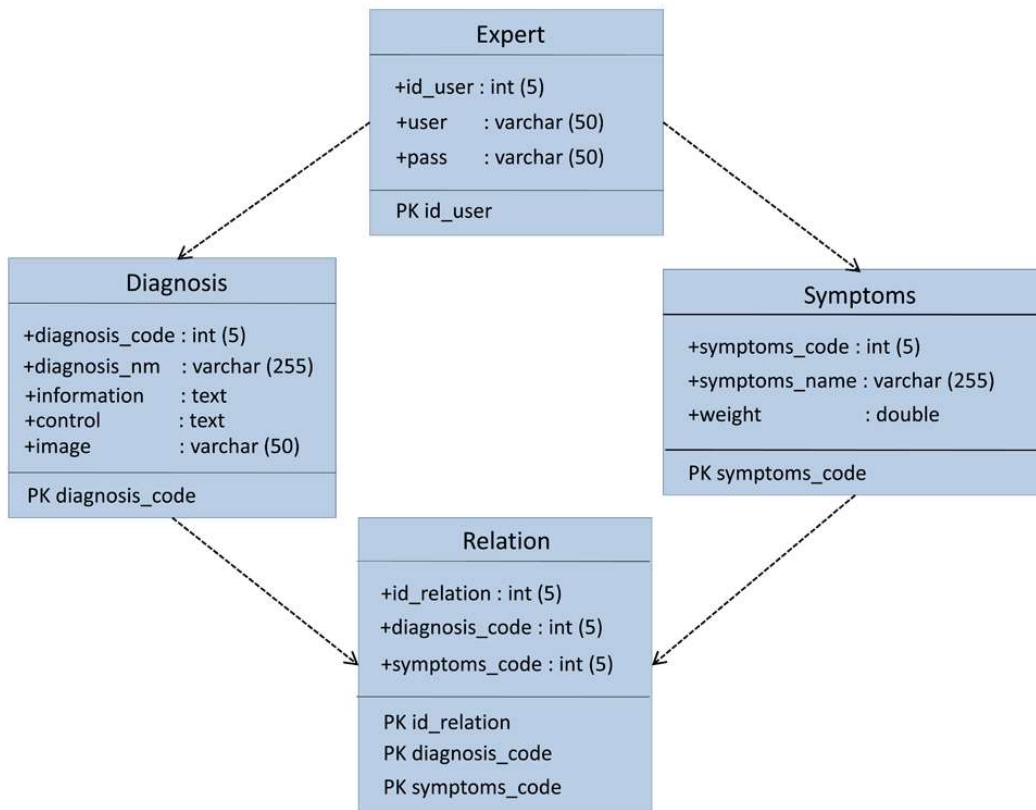 Expert
+id_user : int (5)
+user : varchar (50)
+pass : varchar (50)
PK id_user
Diagnosis
+diagnosis_code : int (5)
+diagnosis_nm : varchar (255)
+information : text
+control : text
+image : varchar (50)
PK diagnosis_code
Symptoms
+symptoms_code : int (5)
+symptoms_name : varchar (255)
+weight : double
PK symptoms_code
Relation
+id_relation : int (5)
+diagnosis_code : int (5)
+symptoms_code : int (5)
PK id_relation
PK diagnosis_code
PK symptoms_code